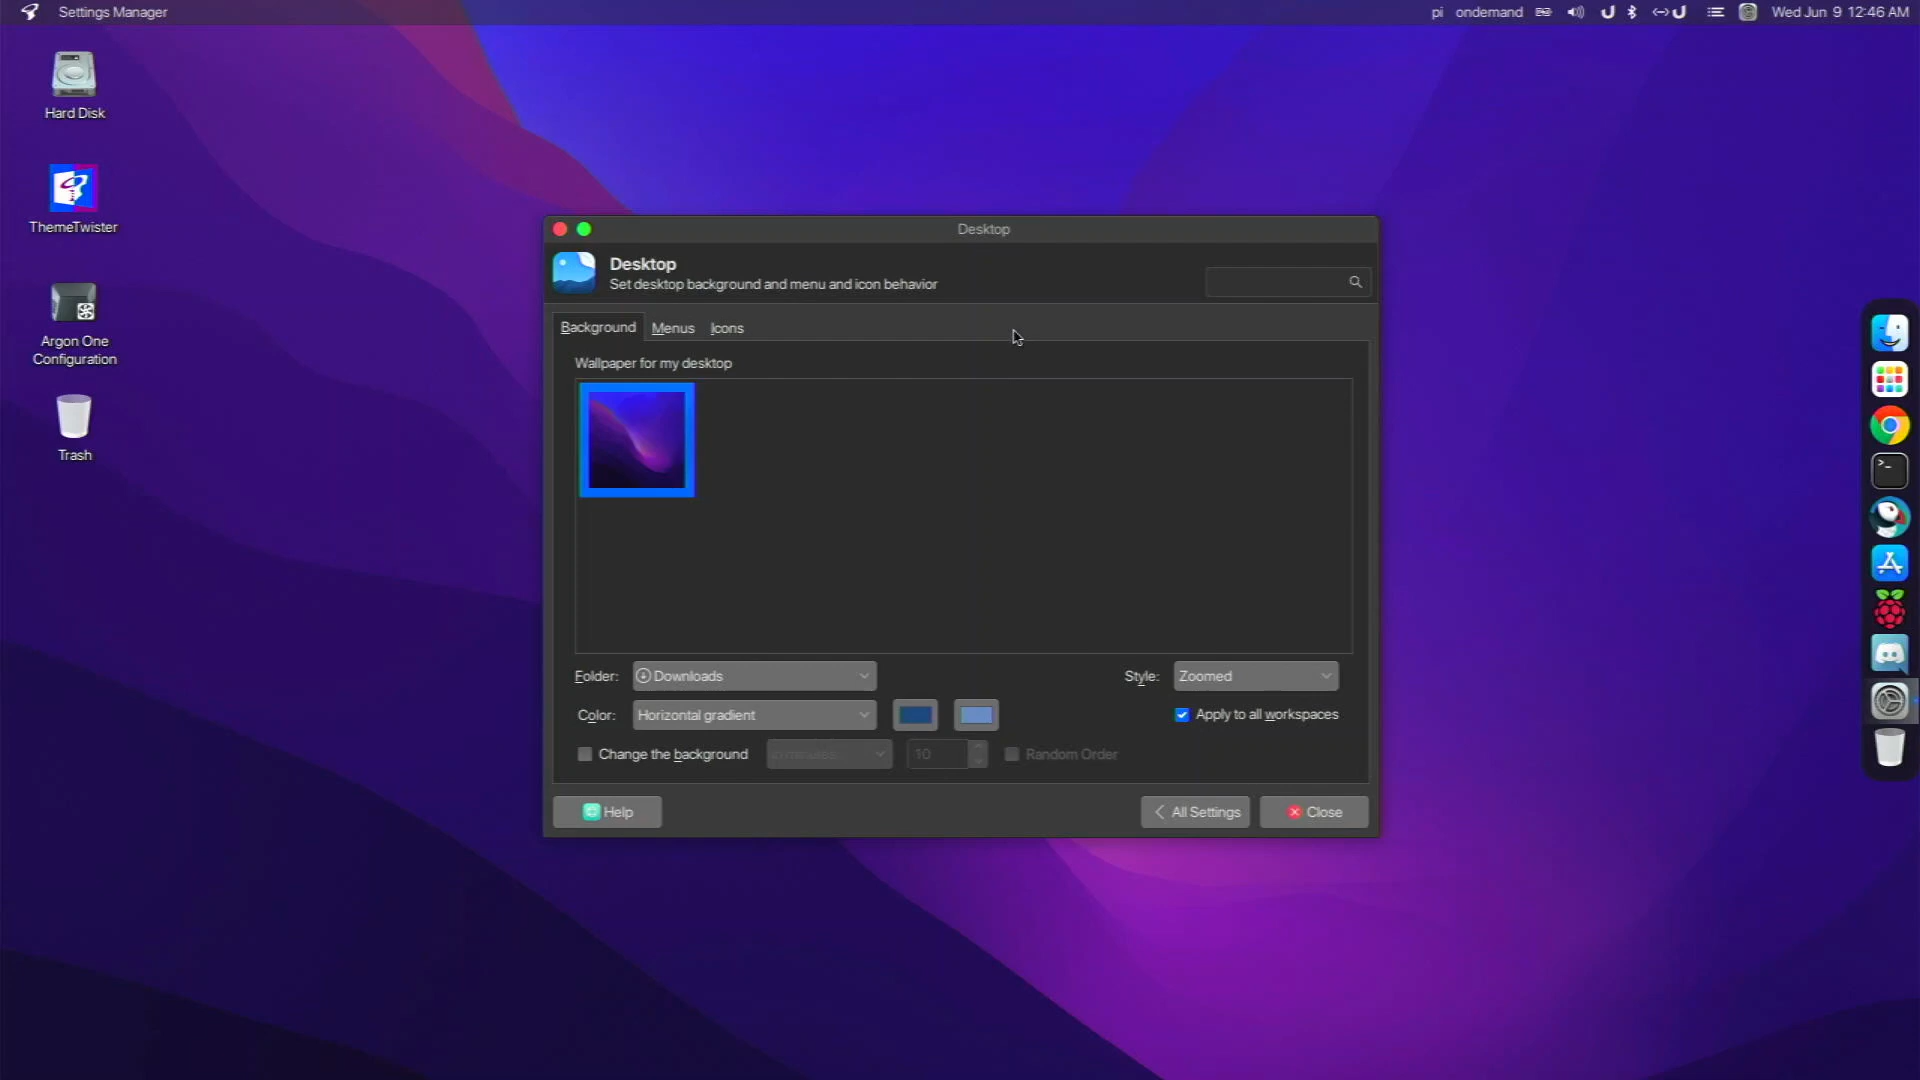 Settings Manager
pi ondemand Wed Jun 9 12:46 AM
Hard Disk
ThemeTwister
Argon One
Configuration
Trash
Desktop
Desktop
Set desktop background and menu and icon behavior
Background Menus Icons
Wallpaper for my desktop
Folder: Downloads Style: Zoomed
Color: Horizontal gradient Apply to all workspaces
Change the background 10 Random Order
Help All Settings Close